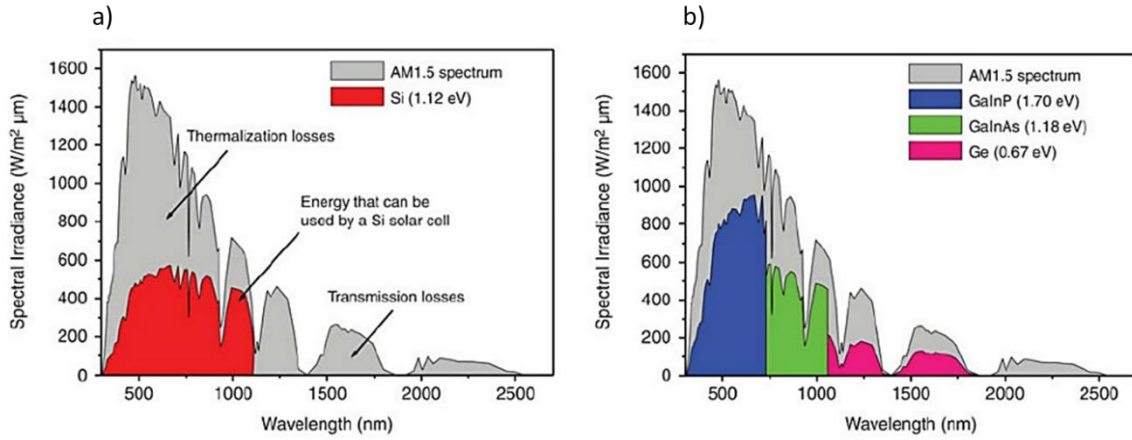 a)
1600
1400
1200
1000
800
600
400
200
0
Spectral Irradiance (W/m² µm)
AM1.5 spectrum
Si (1.12 eV)
Thermalization losses
Energy that can be
used by a Si solar cell
Transmission losses
500
1000
1500
2000
2500
Wavelength (nm)
b)
1600
1400
1200
1000
800
600
400
200
0
Spectral Irradiance (W/m² µm)
AM1.5 spectrum
GaInP (1.70 eV)
GaInAs (1.18 eV)
Ge (0.67 eV)
500
1000
1500
2000
2500
Wavelength (nm)